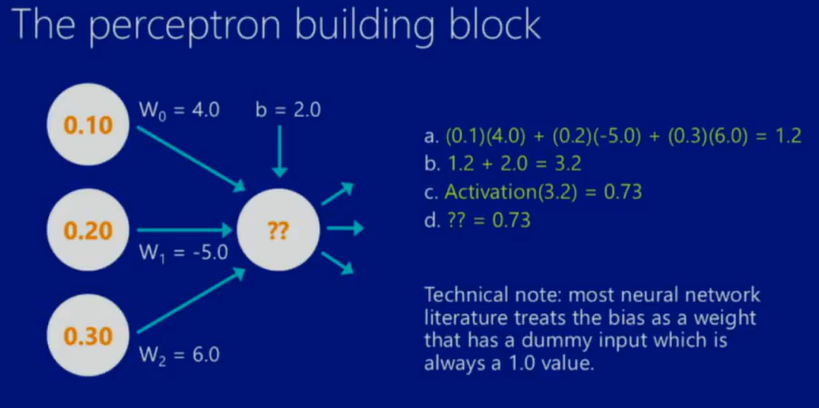 The perceptron building block
0.10
W₀ = 4.0
b = 2.0
0.20
W₁ = -5.0
??
0.30
W₂ = 6.0
a. (0.1)(4.0) + (0.2)(-5.0) + (0.3)(6.0) = 1.2
b. 1.2 + 2.0 = 3.2
c. Activation(3.2) = 0.73
d. ?? = 0.73
Technical note: most neural network
literature treats the bias as a weight
that has a dummy input which is
always a 1.0 value.